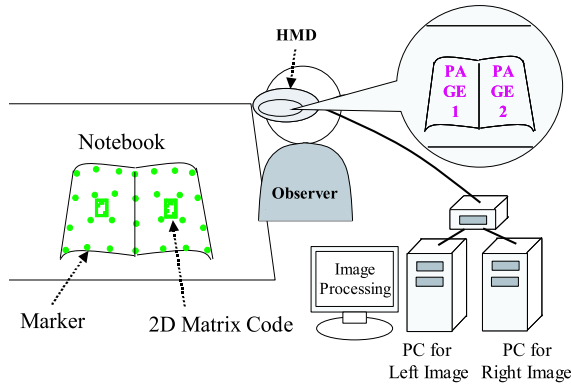 HMD
PA
GE
1
PA
GE
2
Notebook
Observer
Image
Processing
Marker
2D Matrix Code
PC for
Left Image
PC for
Right Image